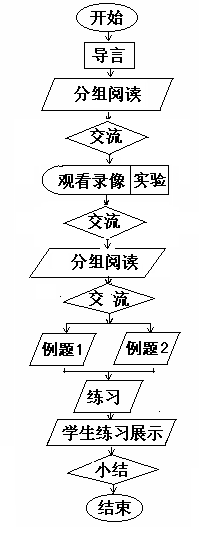 开始
导言
分组阅读
交流
观看录像 实验
交流
分组阅读
交 流
例题1 例题2
练习
学生练习展示
小结
结束